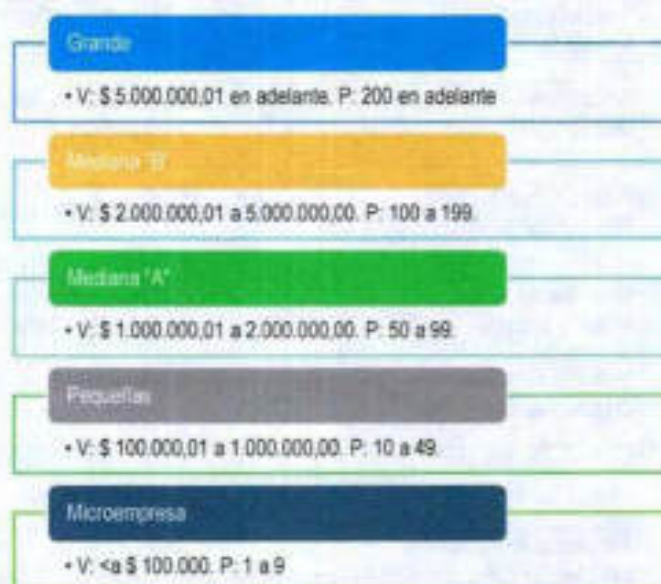 Grande
• V: $ 5.000.000,01 en adelante. P: 200 en adelante
Mediana "B"
• V: $ 2.000.000,01 a 5.000.000,00. P: 100 a 199.
Mediana "A"
• V: $ 1.000.000,01 a 2.000.000,00. P: 50 a 99.
Pequeñas
• V: $ 100.000,01 a 1.000.000,00. P: 10 a 49.
Microempresa
• V: <a $ 100.000. P: 1 a 9